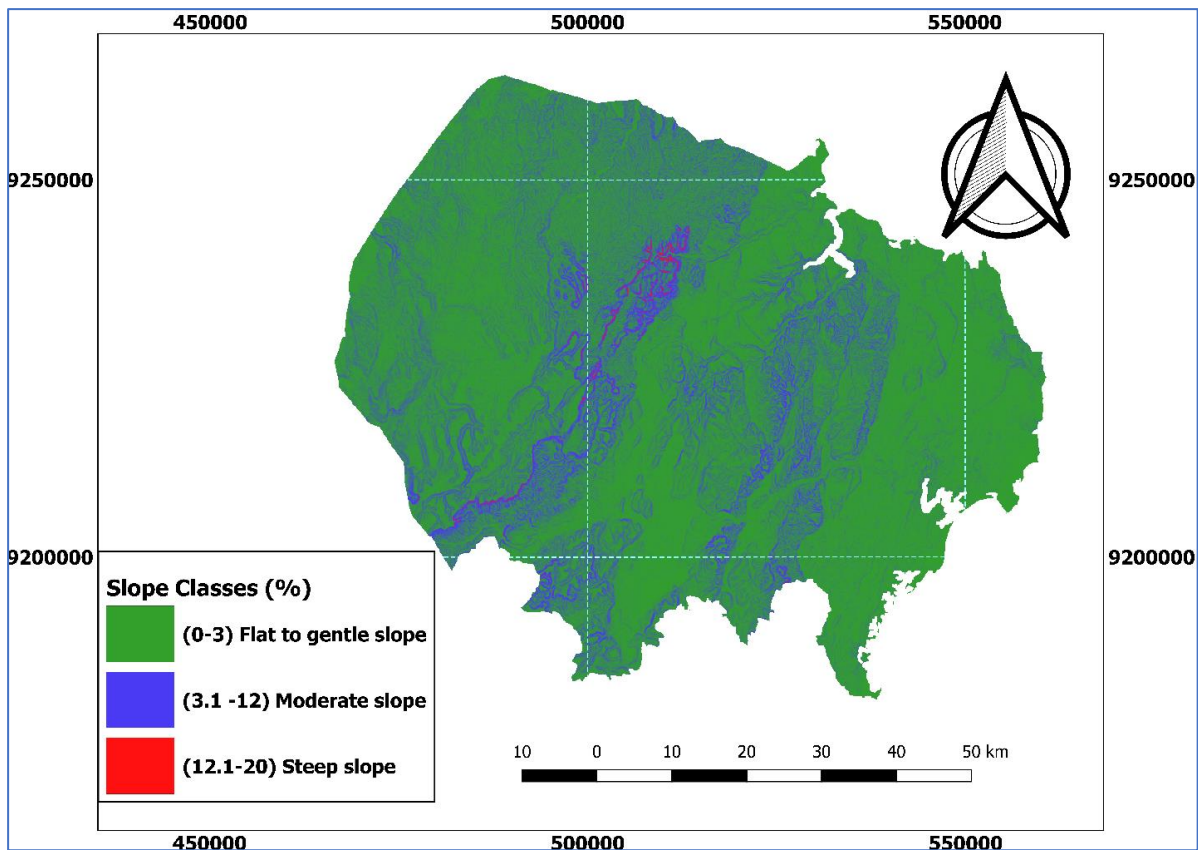 450000 500000 550000
9250000 9250000
9200000 9200000
Slope Classes (%)
(0-3) Flat to gentle slope
(3.1 -12) Moderate slope
(12.1-20) Steep slope
10 0 10 20 30 40 50 km
450000 500000 550000